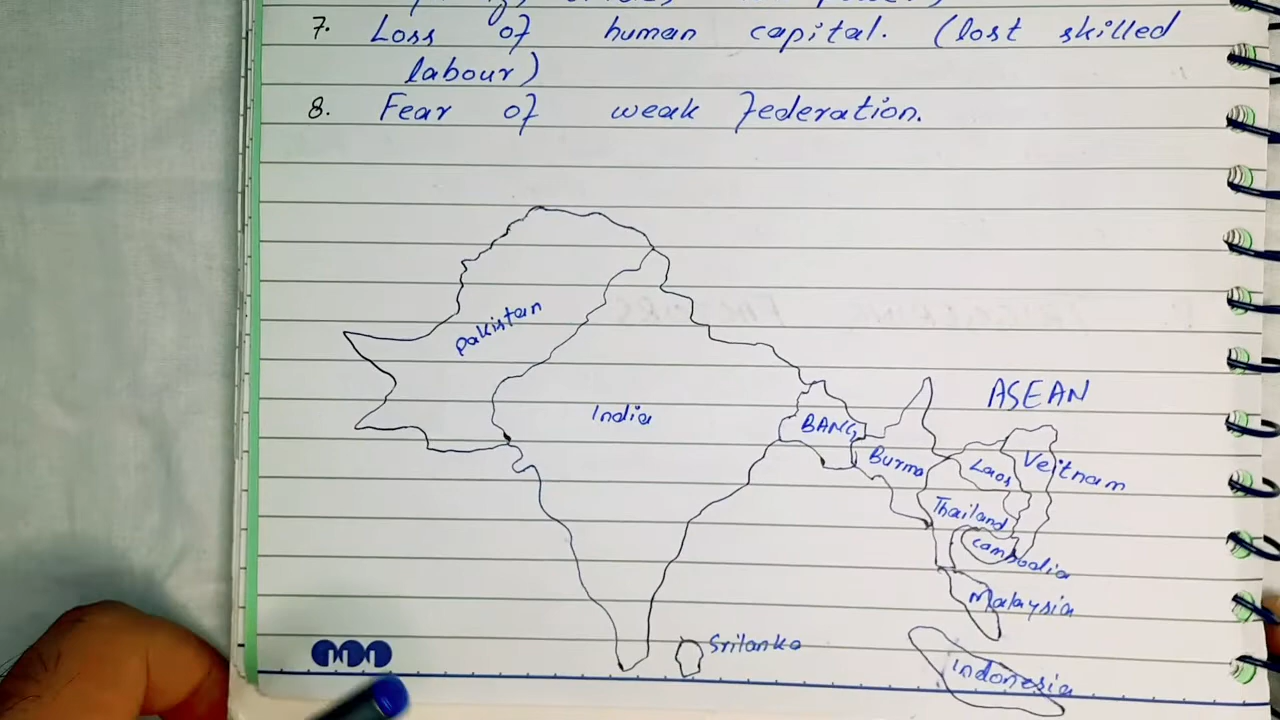 7. Loss of human capital. (lost skilled
labour)
8. Fear of weak federation.
Pakistan
India
BANG
ASEAN
Burma
Laos
Veitnam
Thailand
Cambodia
Malaysia
Srilanka
Indonesia